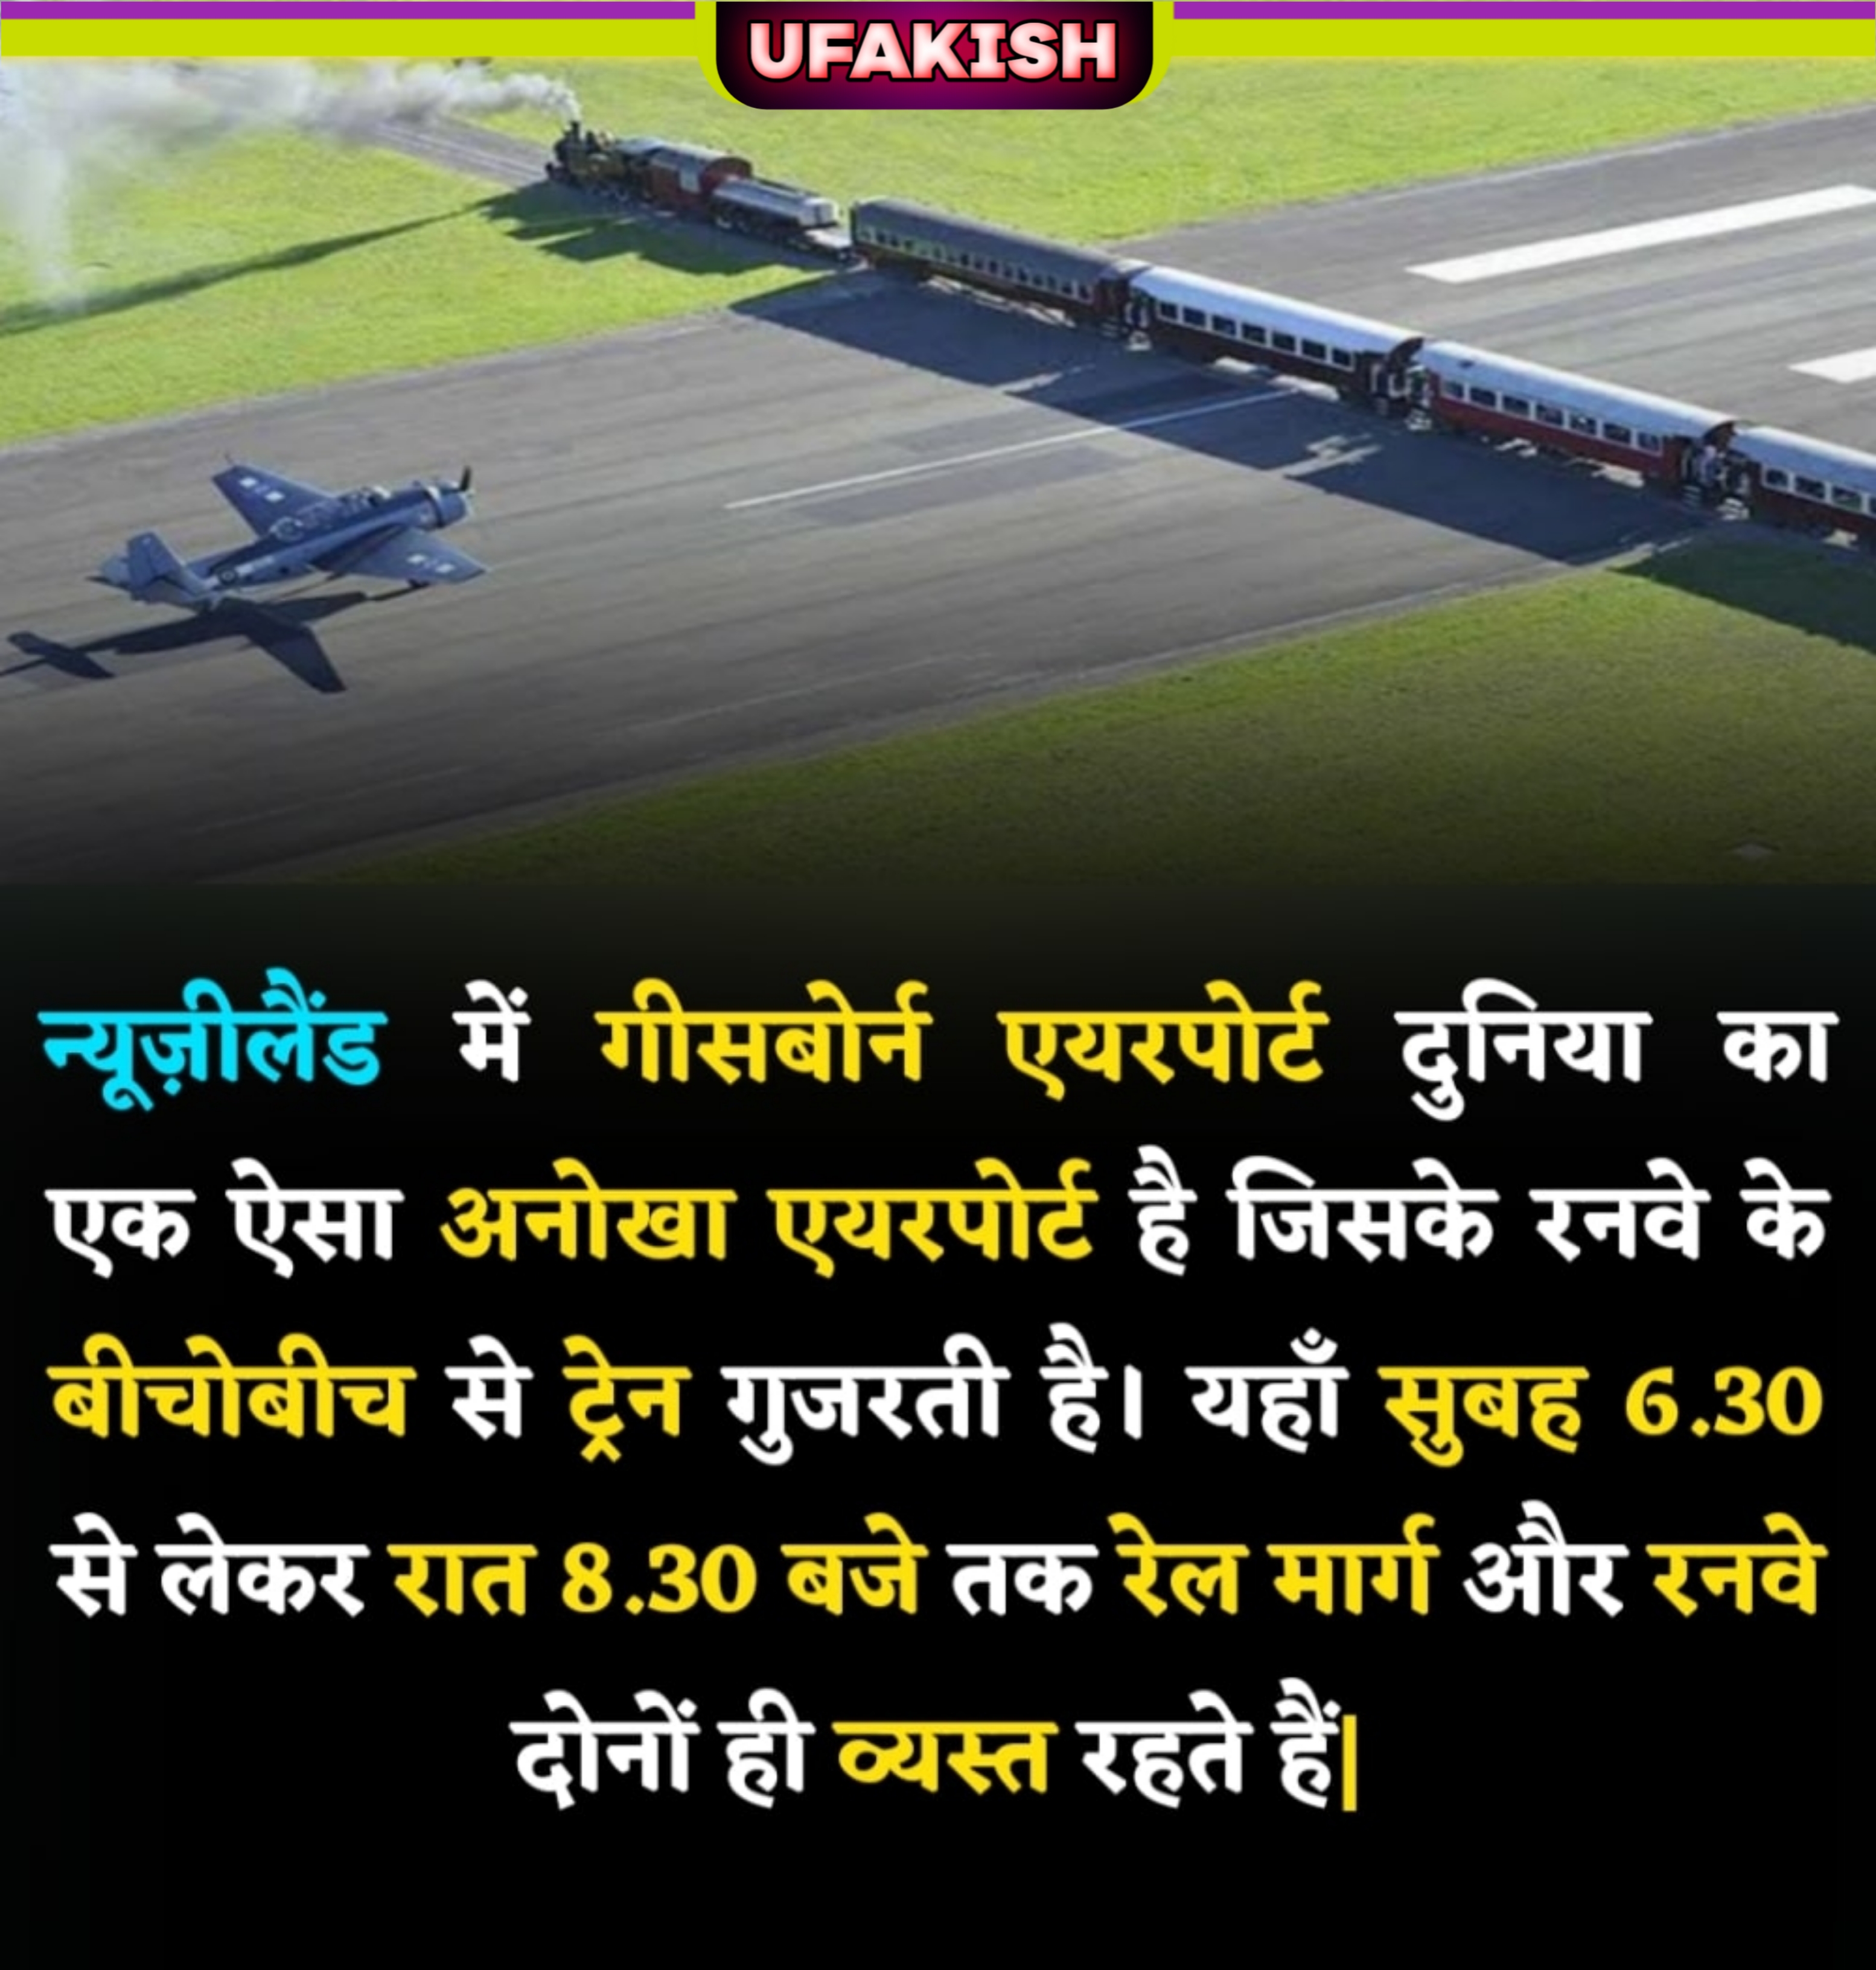 UFAKISH
न्यूज़ीलैंड में गीसबोर्न एयरपोर्ट दुनिया का
एक ऐसा अनोखा एयरपोर्ट है जिसके रनवे के
बीचोबीच से ट्रेन गुजरती है। यहाँ सुबह 6.30
से लेकर रात 8.30 बजे तक रेल मार्ग और रनवे
दोनों ही व्यस्त रहते हैं|